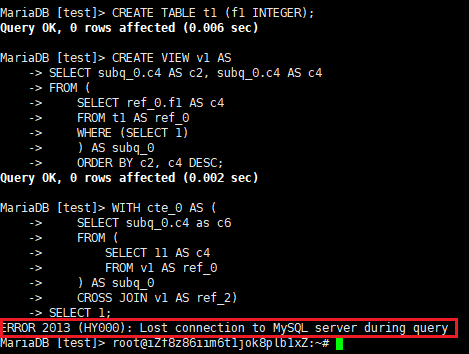 MariaDB [test]> CREATE TABLE t1 (f1 INTEGER);
Query OK, 0 rows affected (0.006 sec)
MariaDB [test]> CREATE VIEW v1 AS
-> SELECT subq_0.c4 AS c2, subq_0.c4 AS c4
-> FROM (
-> SELECT ref_0.f1 AS c4
-> FROM t1 AS ref_0
-> WHERE (SELECT 1)
-> ) AS subq_0
-> ORDER BY c2, c4 DESC;
Query OK, 0 rows affected (0.002 sec)
MariaDB [test]> WITH cte_0 AS (
-> SELECT subq_0.c4 as c6
-> FROM (
-> SELECT 11 AS c4
-> FROM v1 AS ref_0
-> ) AS subq_0
-> CROSS JOIN v1 AS ref_2)
-> SELECT 1;
ERROR 2013 (HY000): Lost connection to MySQL server during query
MariaDB [test]> root@iZf8z86iim6t1jok8plb1xZ:~#